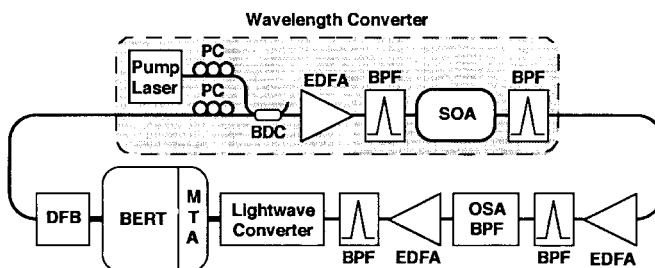 Wavelength Converter
PC
Pump
Laser
PC
BDC
EDFA
BPF
SOA
BPF
DFB
BERT
M
T
A
Lightwave
Converter
BPF
EDFA
OSA
BPF
BPF
EDFA